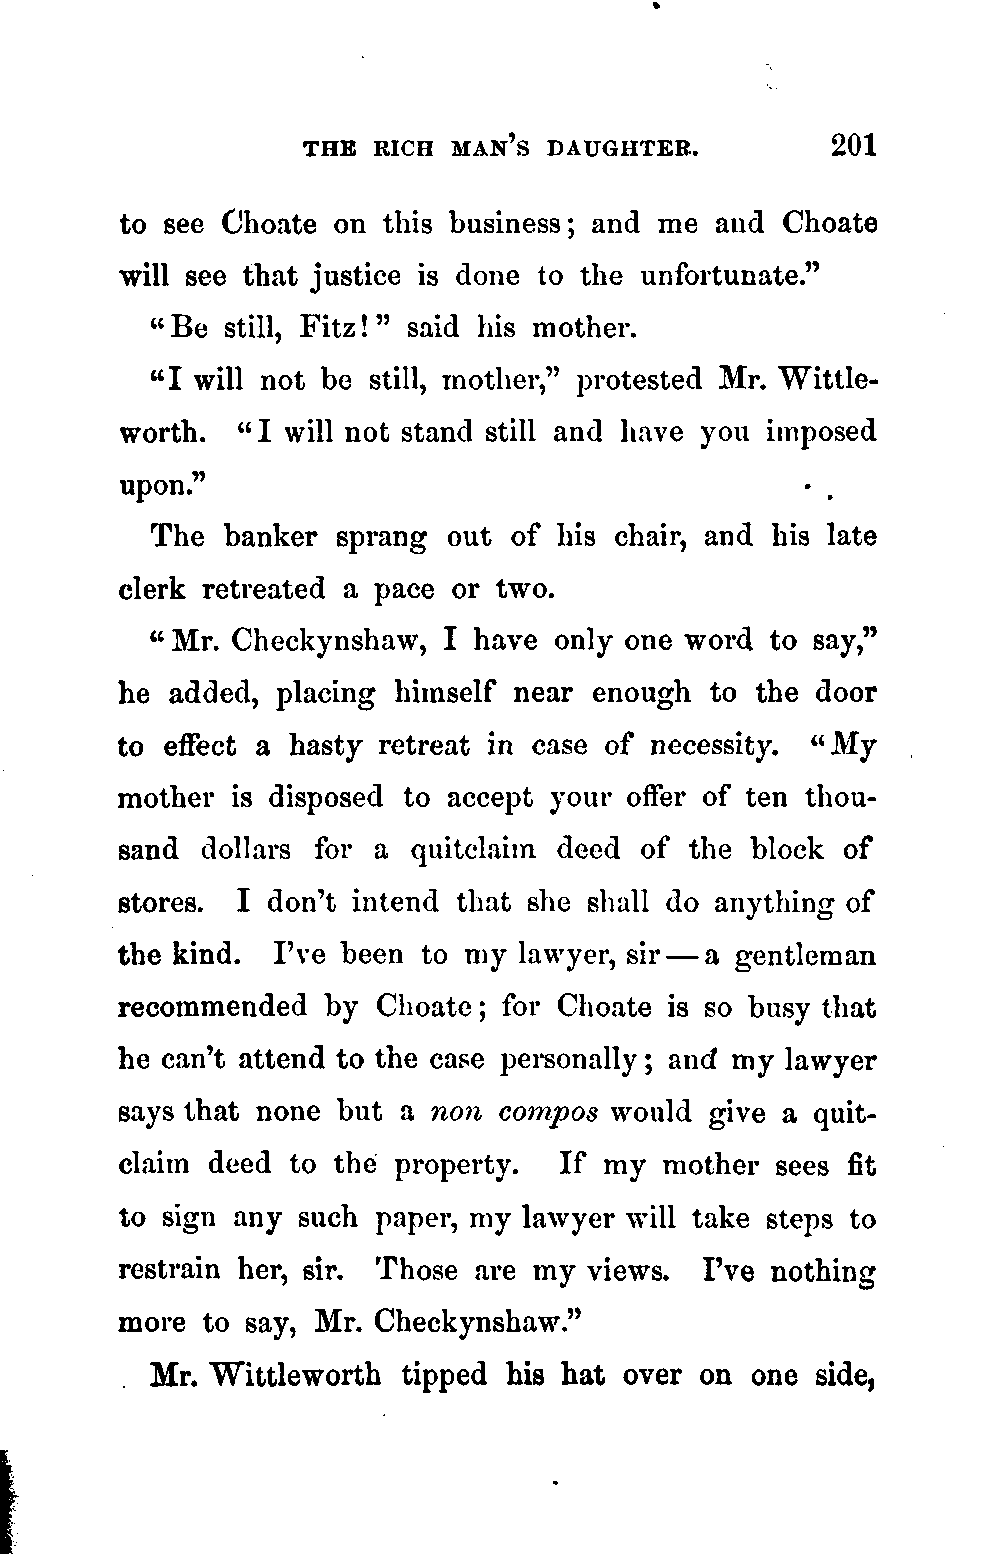 THE RICH MAN'S DAUGHTER. 201
to see Choate on this business; and me and Choate
will see that justice is done to the unfortunate."
"Be still, Fitz!" said his mother.
"I will not be still, mother," protested Mr. Wittle-
worth. "I will not stand still and have you imposed
upon."
The banker sprang out of his chair, and his late
clerk retreated a pace or two.
"Mr. Checkynshaw, I have only one word to say,"
he added, placing himself near enough to the door
to effect a hasty retreat in case of necessity. "My
mother is disposed to accept your offer of ten thou-
sand dollars for a quitclaim deed of the block of
stores. I don't intend that she shall do anything of
the kind. I've been to my lawyer, sir—a gentleman
recommended by Choate; for Choate is so busy that
he can't attend to the case personally; and my lawyer
says that none but a non compos would give a quit-
claim deed to the property. If my mother sees fit
to sign any such paper, my lawyer will take steps to
restrain her, sir. Those are my views. I've nothing
more to say, Mr. Checkynshaw."
Mr. Wittleworth tipped his hat over on one side,